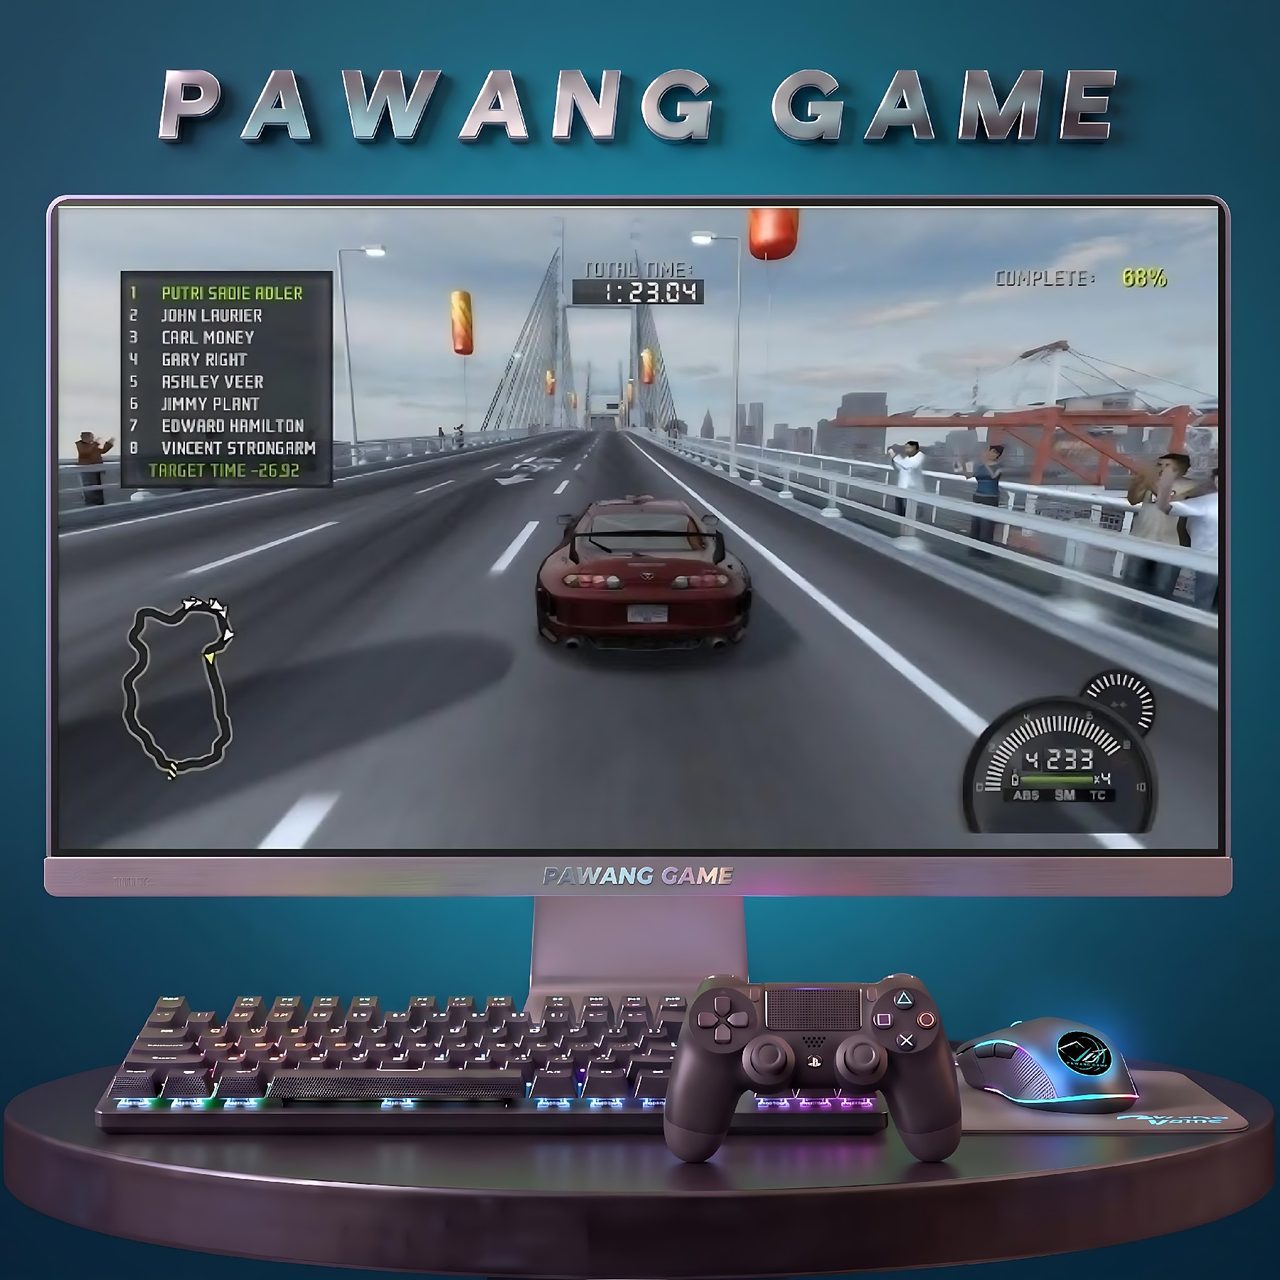 PAWANG GAME
TOTAL TIME:
1:23.04
COMPLETE: 68%
1 PUTRI SADIE ADLER
2 JOHN LAURIER
3 CARL MONEY
4 GARY RIGHT
5 ASHLEY VEER
6 JIMMY PLANT
7 EDWARD HAMILTON
8 VINCENT STRONGARM
TARGET TIME -26.92
4 233
x4
ABS SM TC
PAWANG GAME